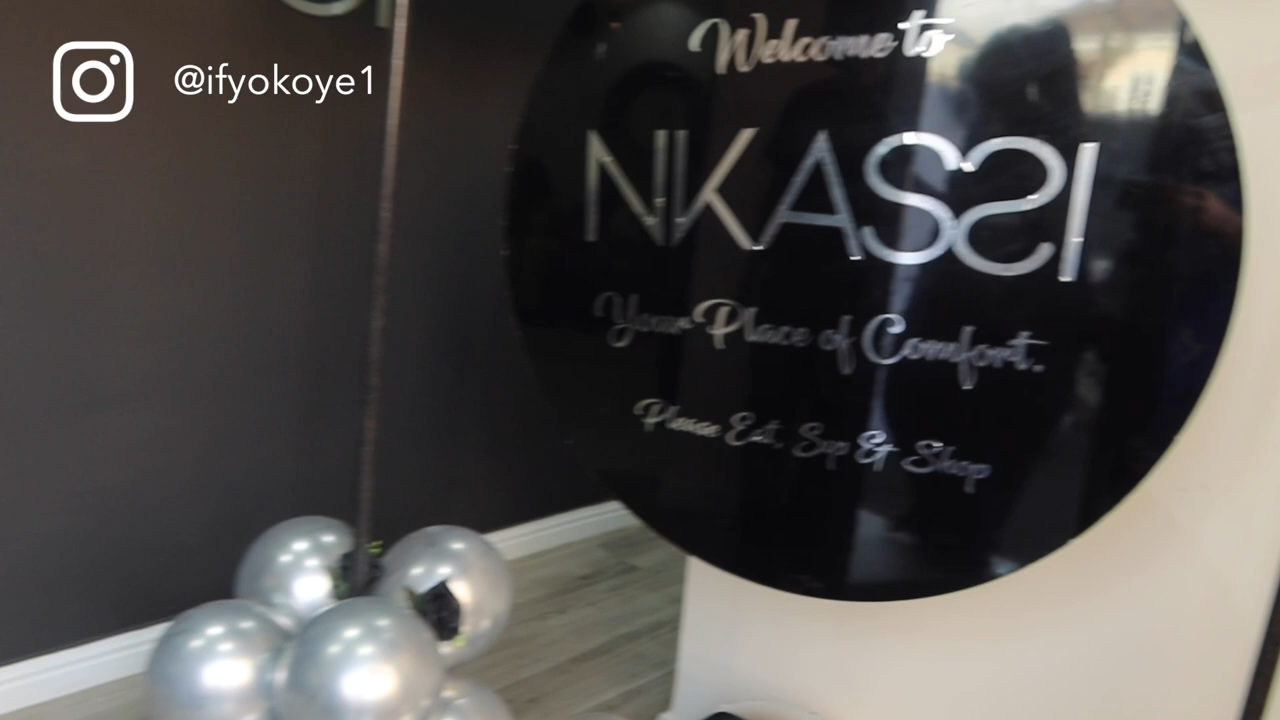 @ifyokoye1
Welcome to
NKASSI
Your Place of Comfort.
Please Eat, Sip & Shop